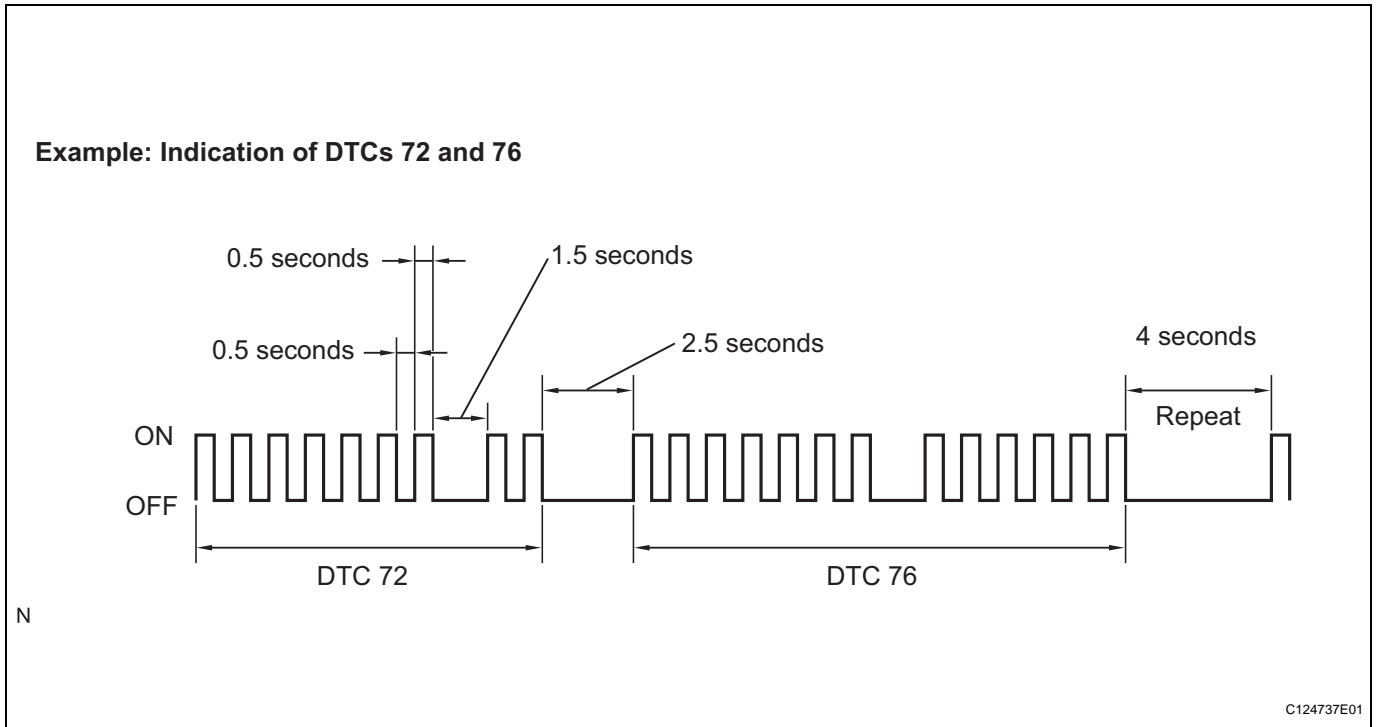 Example: Indication of DTCs 72 and 76
0.5 seconds
1.5 seconds
0.5 seconds
2.5 seconds
4 seconds
Repeat
ON
OFF
DTC 72
DTC 76
N
C124737E01